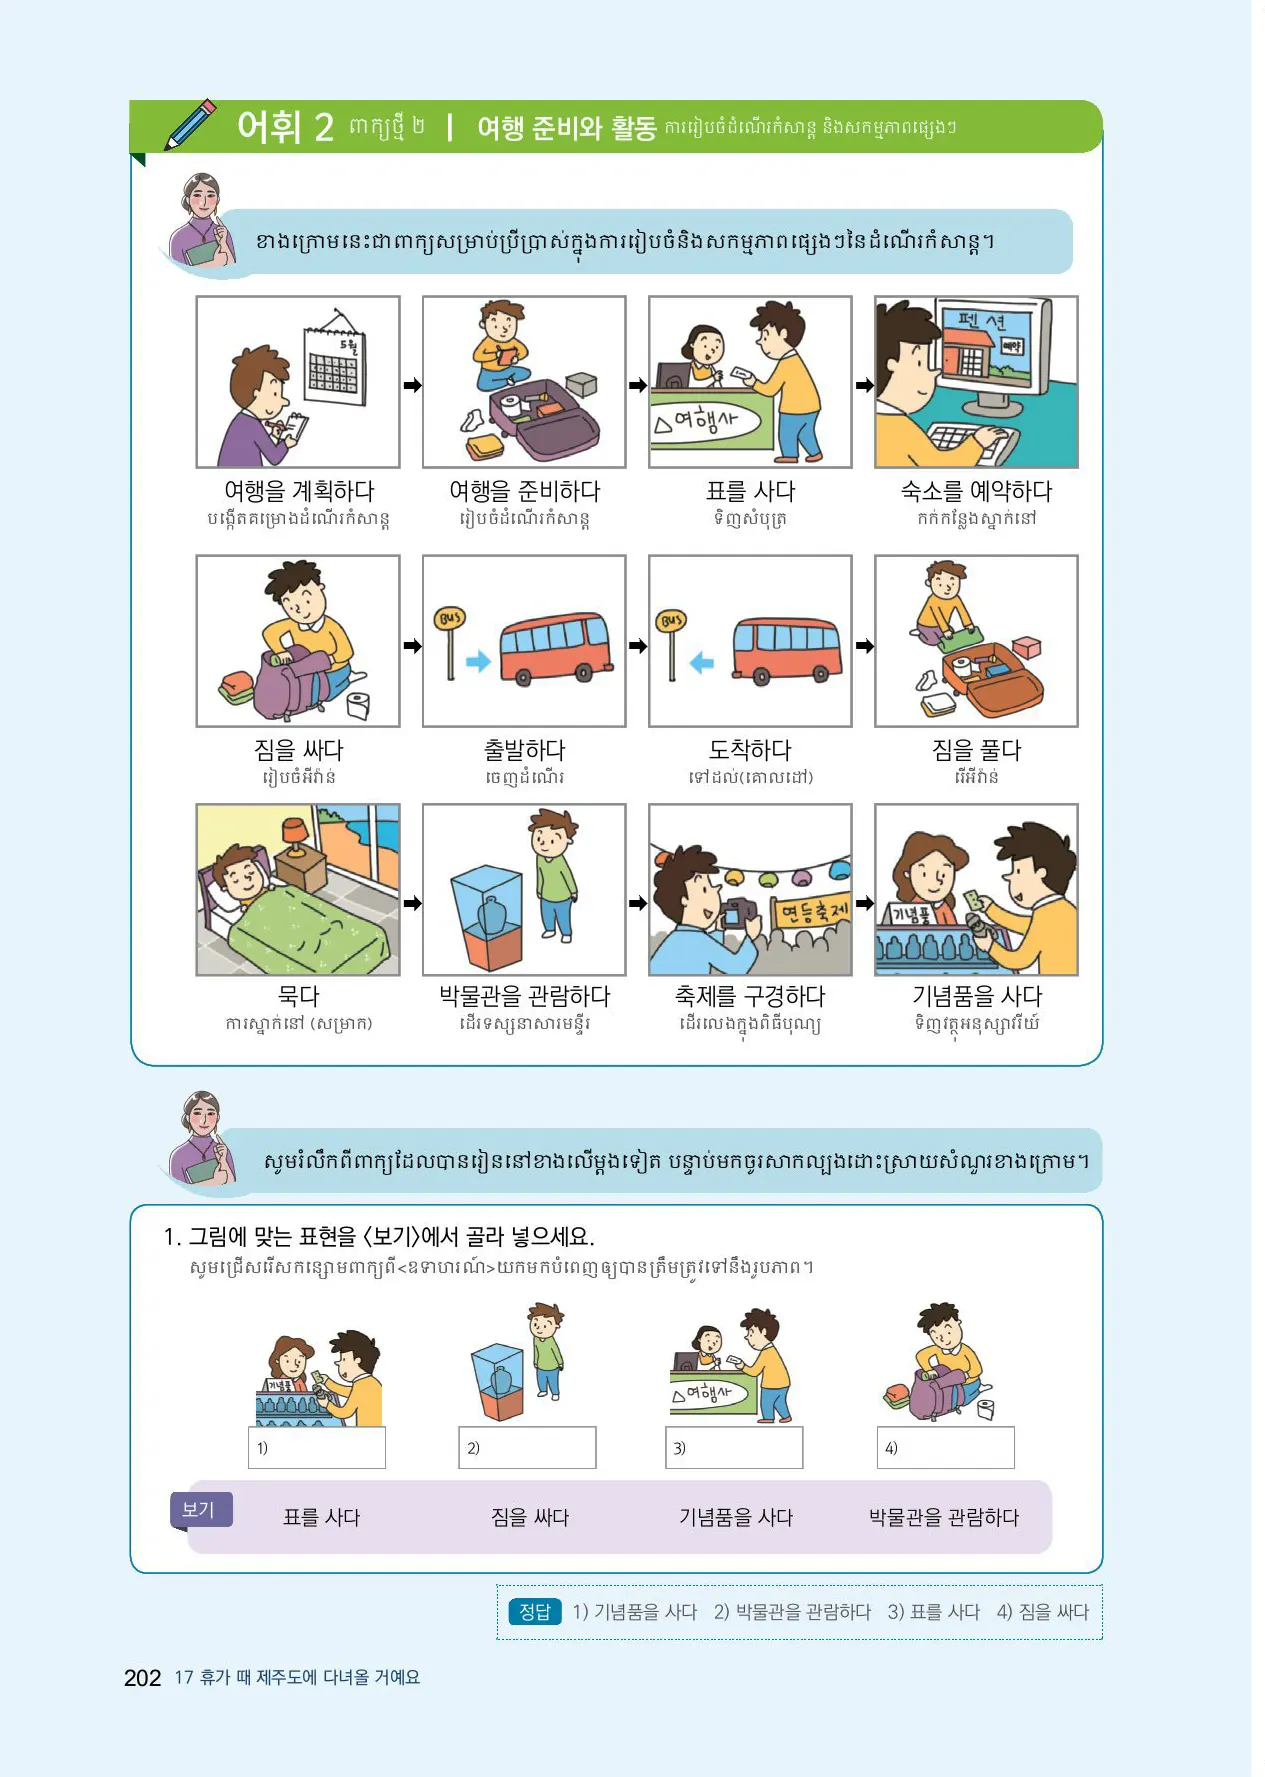 어휘 2 ពាក្យថ្មី ២ | 여행 준비와 활동 ការរៀបចំដំណើរកំសាន្ត និងសកម្មភាពផ្សេងៗ
ខាងក្រោមនេះជាពាក្យសម្រាប់ប្រើប្រាស់ក្នុងការរៀបចំនិងសកម្មភាពផ្សេងៗនៃដំណើរកំសាន្ត។
5월
△여행사
펜션
예약
여행을 계획하다 여행을 준비하다 표를 사다 숙소를 예약하다
បង្កើតគម្រោងដំណើរកំសាន្ត រៀបចំដំណើរកំសាន្ត ទិញសំបុត្រ កក់កន្លែងស្នាក់នៅ
BUS BUS
짐을 싸다 출발하다 도착하다 짐을 풀다
រៀបចំអីវ៉ាន់ ចេញដំណើរ ទៅដល់(គោលដៅ) រើអីវ៉ាន់
연등축제 기념품
묵다 박물관을 관람하다 축제를 구경하다 기념품을 사다
ការស្នាក់នៅ (សម្រាក) ដើរទស្សនាសារមន្ទីរ ដើរលេងក្នុងពិធីបុណ្យ ទិញវត្ថុអនុស្សាវរីយ៍
សូមរំលឹកពីពាក្យដែលបានរៀននៅខាងលើម្តងទៀត បន្ទាប់មកចូរសាកល្បងដោះស្រាយសំណួរខាងក្រោម។
1. 그림에 맞는 표현을 〈보기〉에서 골라 넣으세요.
សូមជ្រើសរើសកន្សោមពាក្យពី<ឧទាហរណ៍>យកមកបំពេញឲ្យបានត្រឹមត្រូវទៅនឹងរូបភាព។
기념품 △여행사
1) 2) 3) 4)
보기 표를 사다 짐을 싸다 기념품을 사다 박물관을 관람하다
정답 1) 기념품을 사다 2) 박물관을 관람하다 3) 표를 사다 4) 짐을 싸다
202 17 휴가 때 제주도에 다녀올 거예요